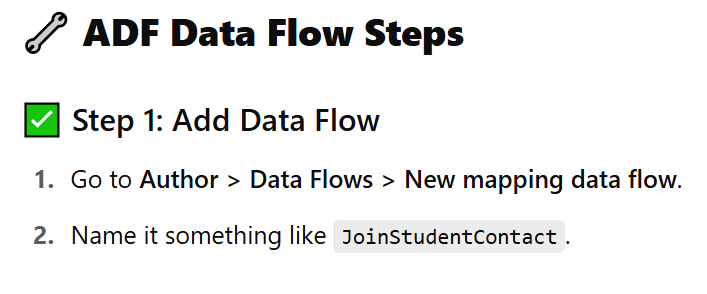 🔧 ADF Data Flow Steps
✅ Step 1: Add Data Flow
1. Go to Author > Data Flows > New mapping data flow.
2. Name it something like JoinStudentContact.